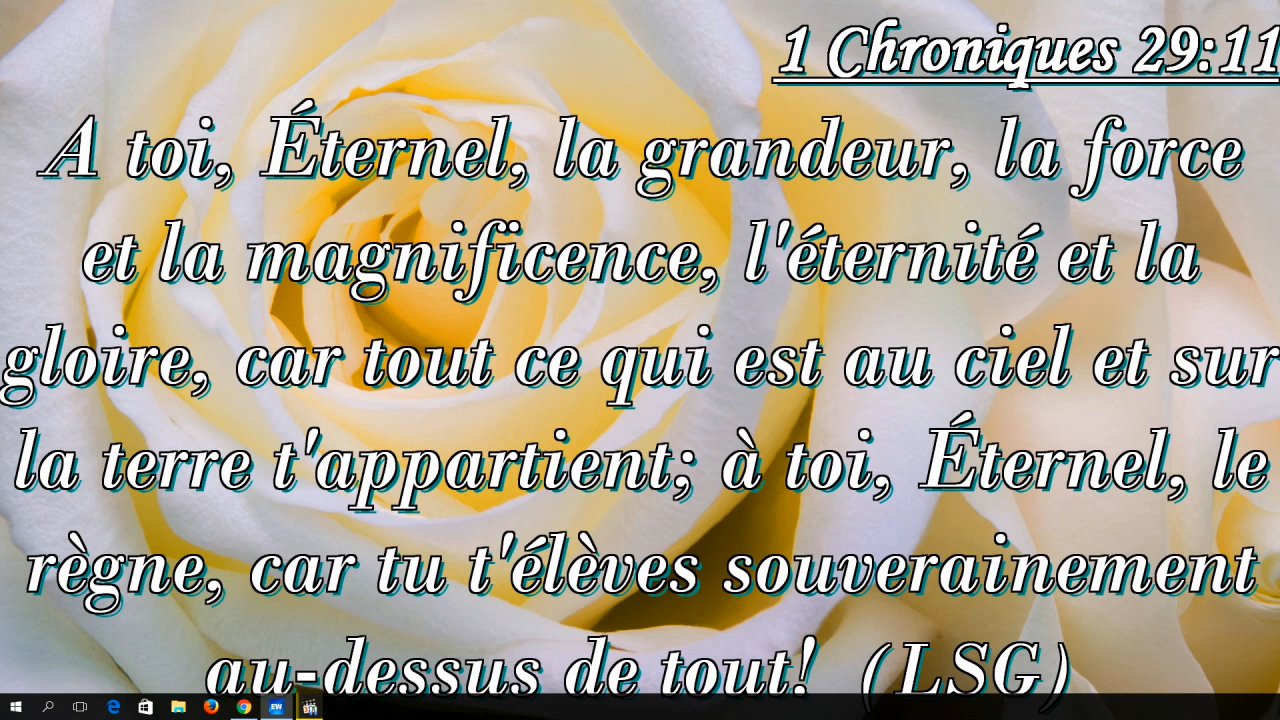 1 Chroniques 29:11
A toi, Éternel, la grandeur, la force
et la magnificence, l'éternité et la
gloire, car tout ce qui est au ciel et sur
la terre t'appartient; à toi, Éternel, le
règne, car tu t'élèves souverainement
au-dessus de tout! (LSG)
EW